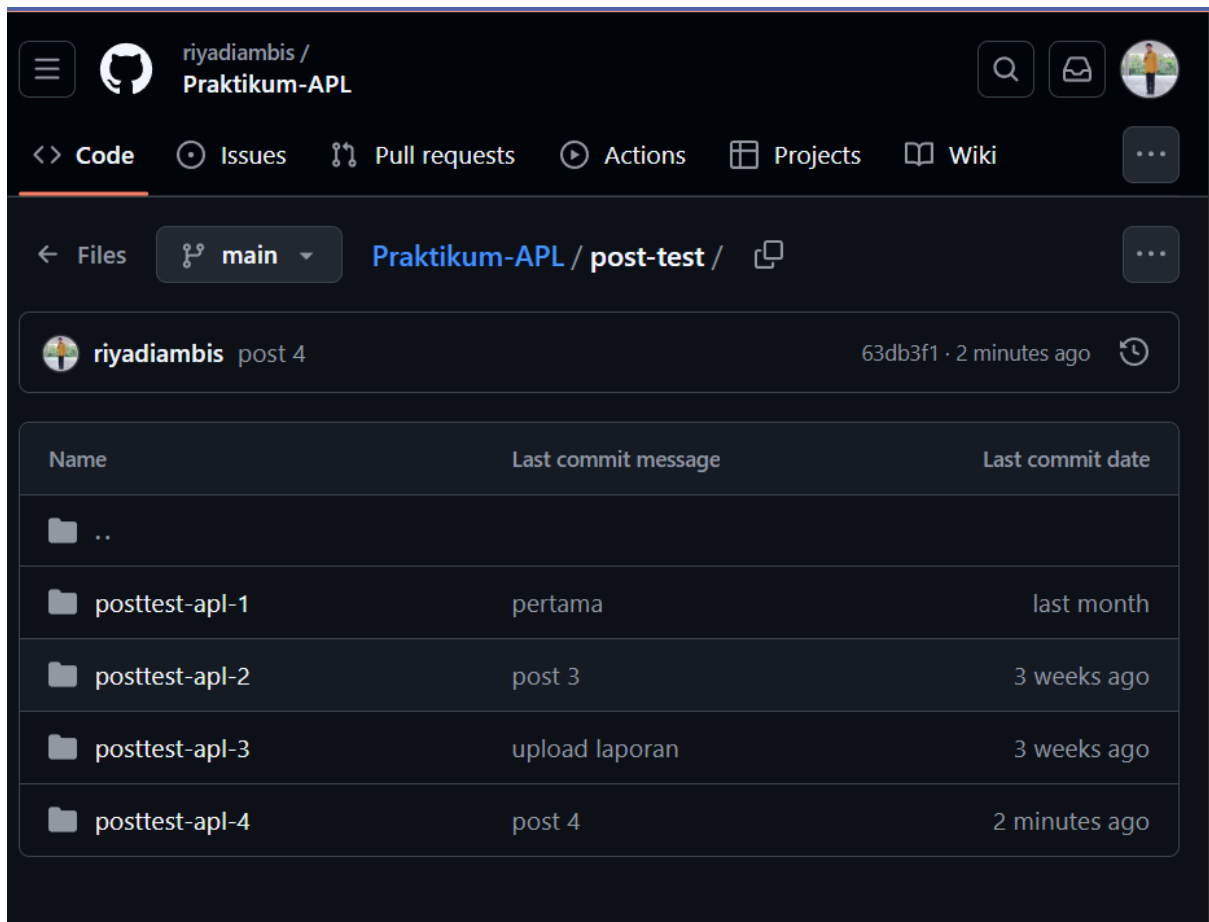 riyadiambis /
Praktikum-APL
Code Issues Pull requests Actions Projects Wiki ...
Files main Praktikum-APL / post-test /
riyadiambis post 4 63db3f1 · 2 minutes ago
Name Last commit message Last commit date
..
posttest-apl-1 pertama last month
posttest-apl-2 post 3 3 weeks ago
posttest-apl-3 upload laporan 3 weeks ago
posttest-apl-4 post 4 2 minutes ago